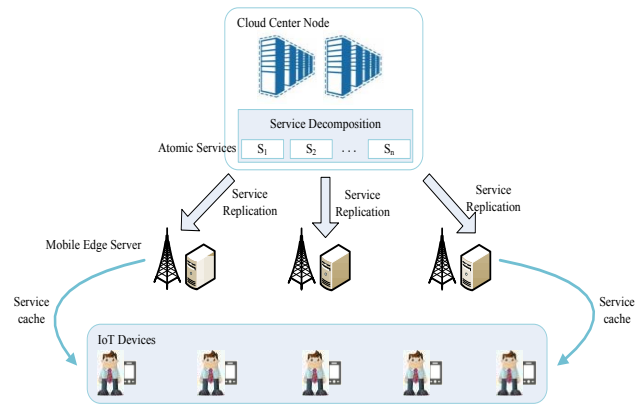 Cloud Center Node
Service Decomposition
Atomic Services
S₁ S₂ . . . Sₙ
Service
Replication
Service
Replication
Service
Replication
Mobile Edge Server
Service
cache
Service
cache
IoT Devices